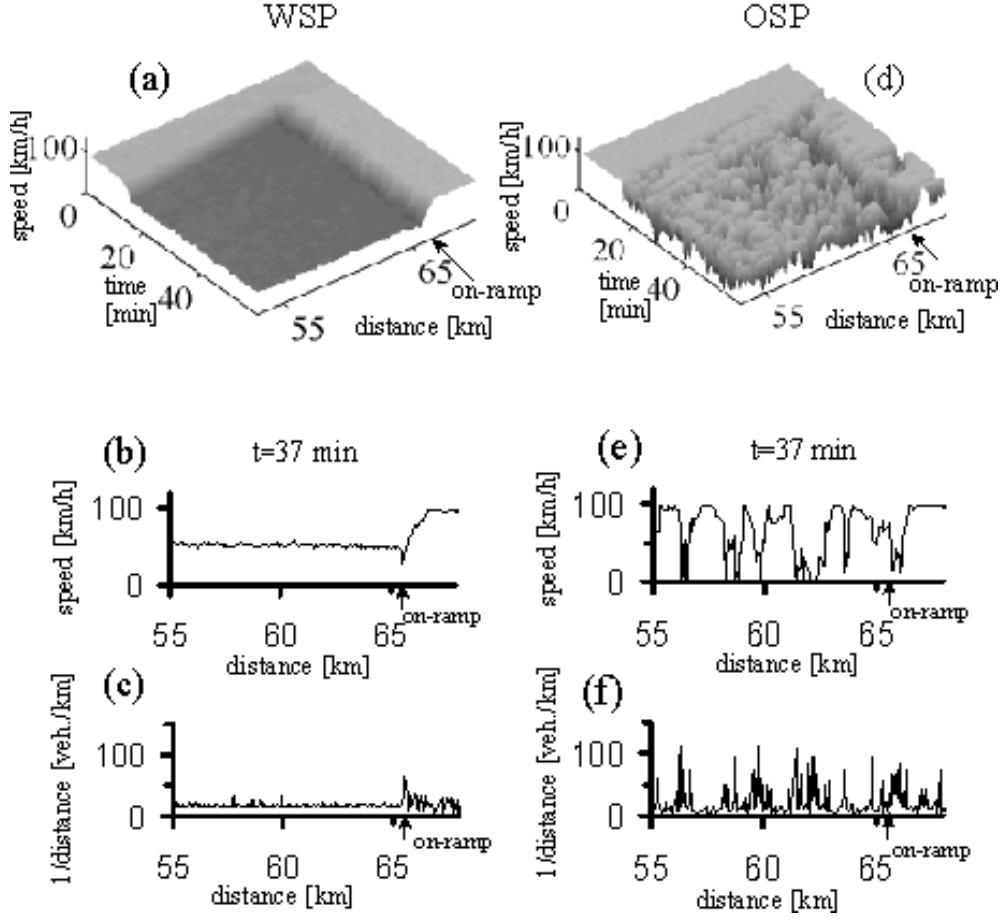 WSP
OSP
(a)
speed [km/h]
100
0
20
40
time
[min]
55
65
distance [km]
on-ramp
(d)
speed [km/h]
100
0
20
40
time
[min]
55
65
distance [km]
on-ramp
(b)
t=37 min
speed [km/h]
100
0
55
60
65
on-ramp
distance [km]
(e)
t=37 min
speed [km/h]
100
0
55
60
65
on-ramp
distance [km]
(c)
1/distance [veh./km]
100
0
55
60
65
on-ramp
distance [km]
(f)
1/distance [veh./km]
100
0
55
60
65
on-ramp
distance [km]